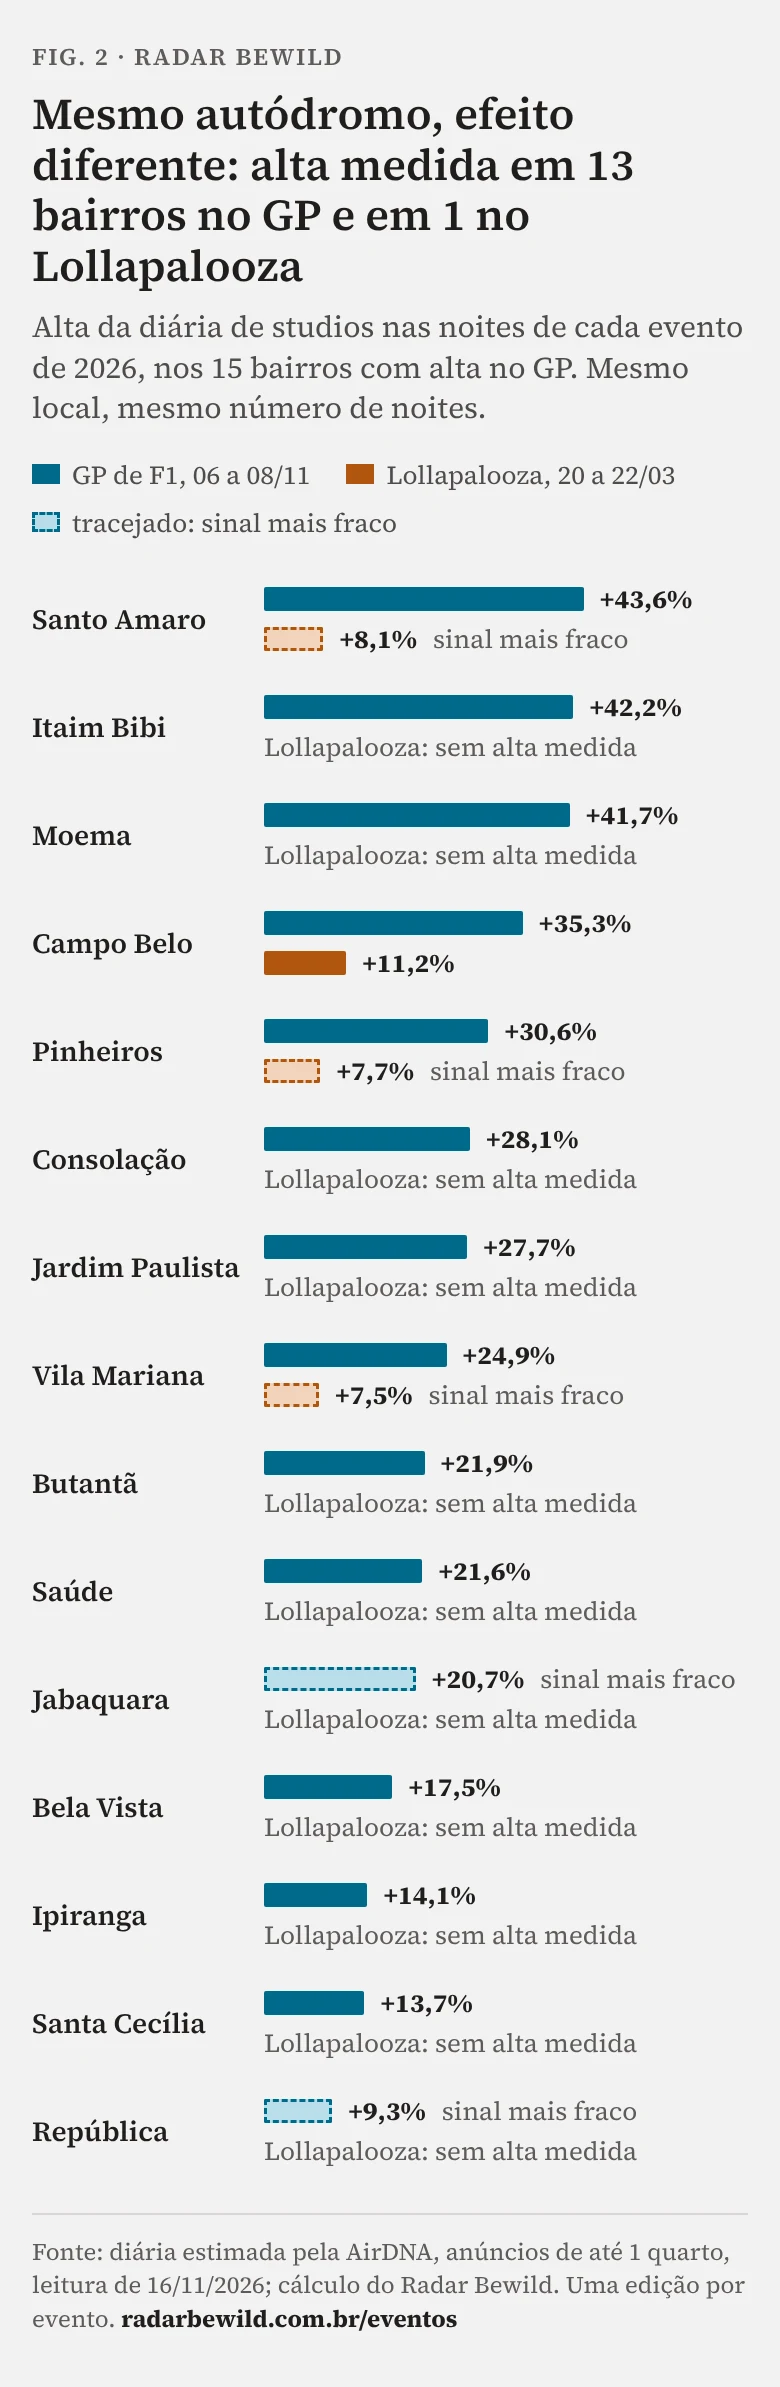 FIG. 2 · RADAR BEWILD
Mesmo autódromo, efeito
diferente: alta medida em 13
bairros no GP e em 1 no
Lollapalooza
Alta da diária de studios nas noites de cada evento
de 2026, nos 15 bairros com alta no GP. Mesmo
local, mesmo número de noites.
GP de F1, 06 a 08/11 Lollapalooza, 20 a 22/03
tracejado: sinal mais fraco
Santo Amaro
+43,6%
+8,1% sinal mais fraco
Itaim Bibi
+42,2%
Lollapalooza: sem alta medida
Moema
+41,7%
Lollapalooza: sem alta medida
Campo Belo
+35,3%
+11,2%
Pinheiros
+30,6%
+7,7% sinal mais fraco
Consolação
+28,1%
Lollapalooza: sem alta medida
Jardim Paulista
+27,7%
Lollapalooza: sem alta medida
Vila Mariana
+24,9%
+7,5% sinal mais fraco
Butantã
+21,9%
Lollapalooza: sem alta medida
Saúde
+21,6%
Lollapalooza: sem alta medida
Jabaquara
+20,7% sinal mais fraco
Lollapalooza: sem alta medida
Bela Vista
+17,5%
Lollapalooza: sem alta medida
Ipiranga
+14,1%
Lollapalooza: sem alta medida
Santa Cecília
+13,7%
Lollapalooza: sem alta medida
República
+9,3% sinal mais fraco
Lollapalooza: sem alta medida
Fonte: diária estimada pela AirDNA, anúncios de até 1 quarto,
leitura de 16/11/2026; cálculo do Radar Bewild. Uma edição por
evento. radarbewild.com.br/eventos